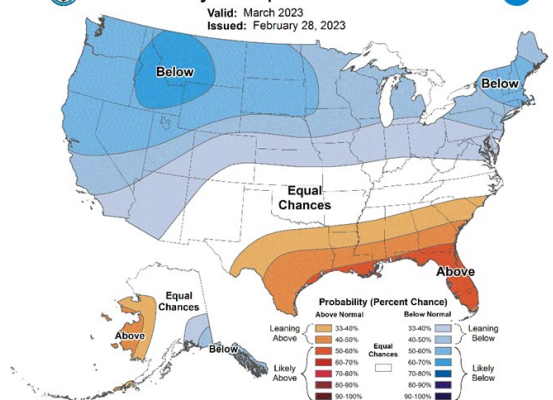 Valid: March 2023
Issued: February 28, 2023
Below
Below
Equal
Chances
Above
Equal
Chances
Above
Below
Probability (Percent Chance)
Above Normal
Below Normal
Leaning
Above
33-40%
40-50%
Likely
Above
50-60%
60-70%
70-80%
80-90%
90-100%
Equal
Chances
33-40%
40-50%
Leaning
Below
50-60%
60-70%
70-80%
80-90%
90-100%
Likely
Below